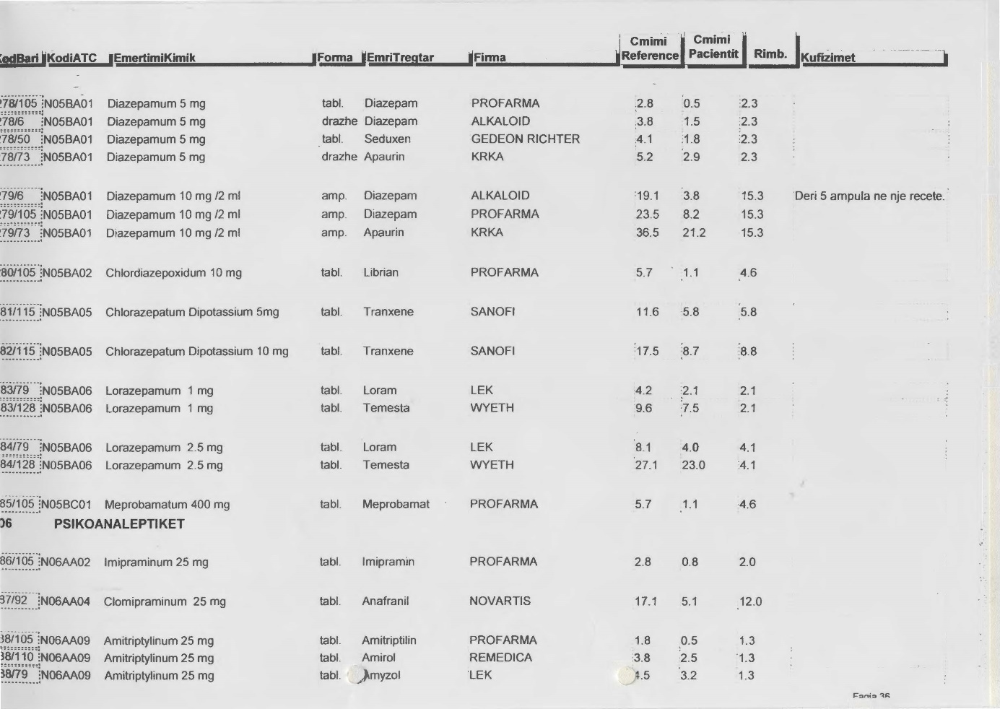 KodiATC EmertimiKimik Forma EmriTregtar Firma Cmimi Reference Cmimi Pacientit Rimb. Kufizimet
78/105 N05BA01 Diazepamum 5 mg tabl. Diazepam PROFARMA 2.8 0.5 2.3
78/6 N05BA01 Diazepamum 5 mg drazhe Diazepam ALKALOID 3.8 1.5 2.3
78/50 N05BA01 Diazepamum 5 mg tabl. Seduxen GEDEON RICHTER 4.1 1.8 2.3
78/73 N05BA01 Diazepamum 5 mg drazhe Apaurin KRKA 5.2 2.9 2.3
79/6 N05BA01 Diazepamum 10 mg /2 ml amp. Diazepam ALKALOID 19.1 3.8 15.3 Deri 5 ampula ne nje recete.
79/105 N05BA01 Diazepamum 10 mg /2 ml amp. Diazepam PROFARMA 23.5 8.2 15.3
79/73 N05BA01 Diazepamum 10 mg /2 ml amp. Apaurin KRKA 36.5 21.2 15.3
80/105 N05BA02 Chlordiazepoxidum 10 mg tabl. Librian PROFARMA 5.7 1.1 4.6
81/115 N05BA05 Chlorazepatum Dipotassium 5mg tabl. Tranxene SANOFI 11.6 5.8 5.8
82/115 N05BA05 Chlorazepatum Dipotassium 10 mg tabl. Tranxene SANOFI 17.5 8.7 8.8
83/79 N05BA06 Lorazepamum 1 mg tabl. Loram LEK 4.2 2.1 2.1
83/128 N05BA06 Lorazepamum 1 mg tabl. Temesta WYETH 9.6 7.5 2.1
84/79 N05BA06 Lorazepamum 2.5 mg tabl. Loram LEK 8.1 4.0 4.1
84/128 N05BA06 Lorazepamum 2.5 mg tabl. Temesta WYETH 27.1 23.0 4.1
85/105 N05BC01 Meprobamatum 400 mg tabl. Meprobamat PROFARMA 5.7 1.1 4.6
06 PSIKOANALEPTIKET
86/105 N06AA02 Imipraminum 25 mg tabl. Imipramin PROFARMA 2.8 0.8 2.0
87/92 N06AA04 Clomipraminum 25 mg tabl. Anafranil NOVARTIS 17.1 5.1 12.0
88/105 N06AA09 Amitriptylinum 25 mg tabl. Amitriptilin PROFARMA 1.8 0.5 1.3
88/110 N06AA09 Amitriptylinum 25 mg tabl. Amirol REMEDICA 3.8 2.5 1.3
88/79 N06AA09 Amitriptylinum 25 mg tabl. Amyzol LEK 4.5 3.2 1.3
Faqja 36